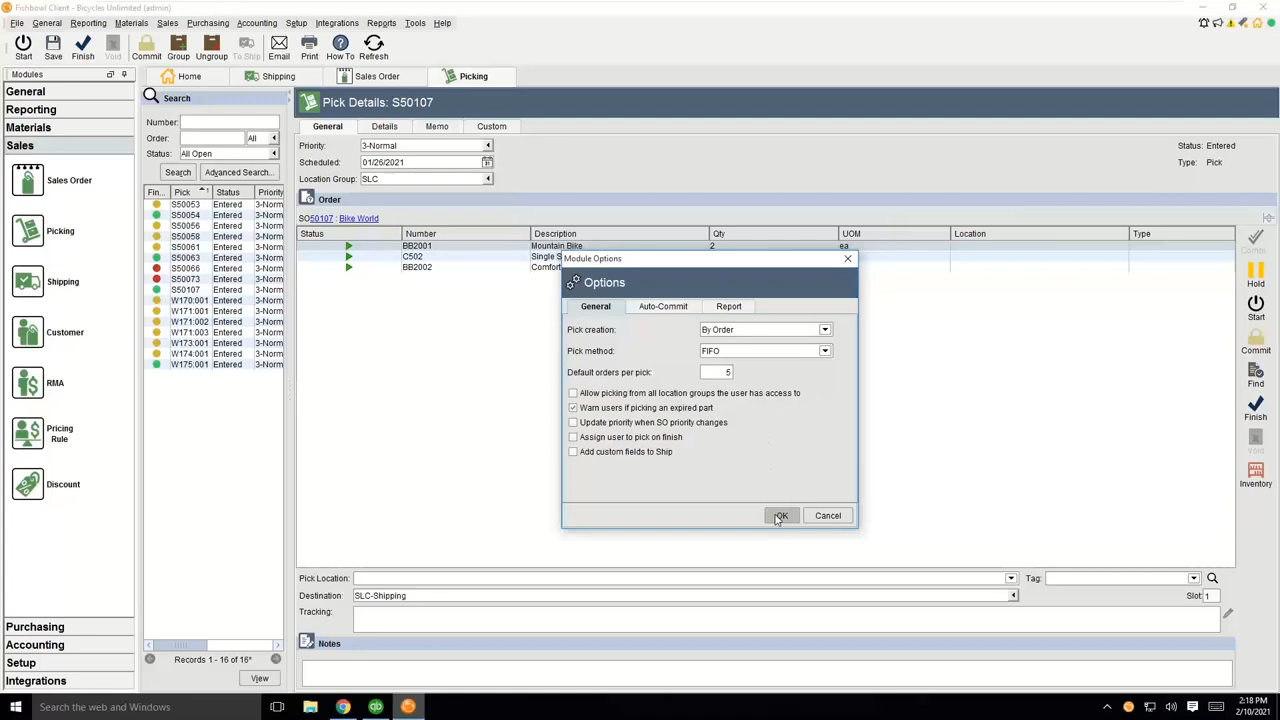 Fishbowl Client - Bicycles Unlimited (admin)
File General Reporting Materials Sales Purchasing Accounting Setup Integrations Reports Tools Help
Start Save Finish Void Commit Group Ungroup To Ship Email Print How To Refresh
Modules
Home Shipping Sales Order Picking
General
Reporting
Materials
Sales
Sales Order
Picking
Shipping
Customer
RMA
Pricing
Rule
Discount
Purchasing
Accounting
Setup
Integrations
Search
Number:
Order: All
Status: All Open
Search Advanced Search...
Fin... Pick 1 Status Priority
S50053 Entered 3-Norm
S50054 Entered 3-Norm
S50056 Entered 3-Norm
S50058 Entered 3-Norm
S50061 Entered 3-Norm
S50063 Entered 3-Norm
S50066 Entered 3-Norm
S50073 Entered 3-Norm
S50107 Entered 3-Norm
W170:001 Entered 3-Norm
W171:001 Entered 3-Norm
W171:002 Entered 3-Norm
W171:003 Entered 3-Norm
W173:001 Entered 3-Norm
W174:001 Entered 3-Norm
W175:001 Entered 3-Norm
Records 1 - 16 of 16*
View
Pick Details: S50107
General Details Memo Custom
Priority: 3-Normal
Scheduled: 01/26/2021
Location Group: SLC
Status: Entered
Type: Pick
Order
SO50107 : Bike World
Status Number Description Qty UOM Location Type
BB2001 Mountain Bike 2 ea
C502 Single S
BB2002 Comfort
Module Options
Options
General Auto-Commit Report
Pick creation: By Order
Pick method: FIFO
Default orders per pick: 5
Allow picking from all location groups the user has access to
Warn users if picking an expired part
Update priority when SO priority changes
Assign user to pick on finish
Add custom fields to Ship
OK Cancel
Commi
Hold
Start
Commit
Find
Finish
Void
Inventory
Pick Location: Tag:
Destination: SLC-Shipping Slot: 1
Tracking:
Notes
Search the web and Windows
2:18 PM
2/10/2021